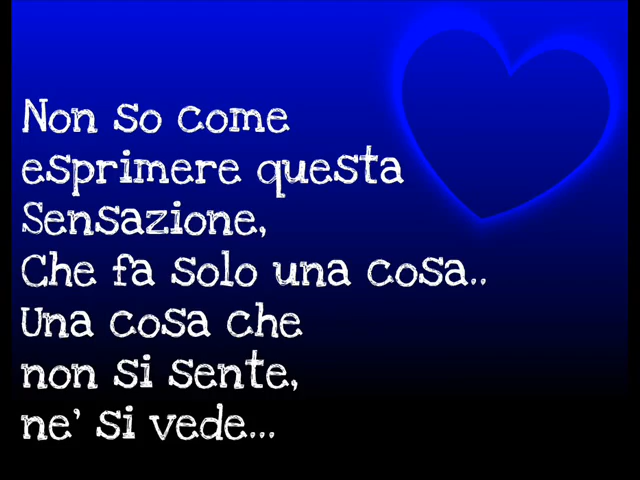 Non so come
esprimere questa
Sensazione,
Che fa solo una cosa..
Una cosa che
non si sente,
ne' si vede...